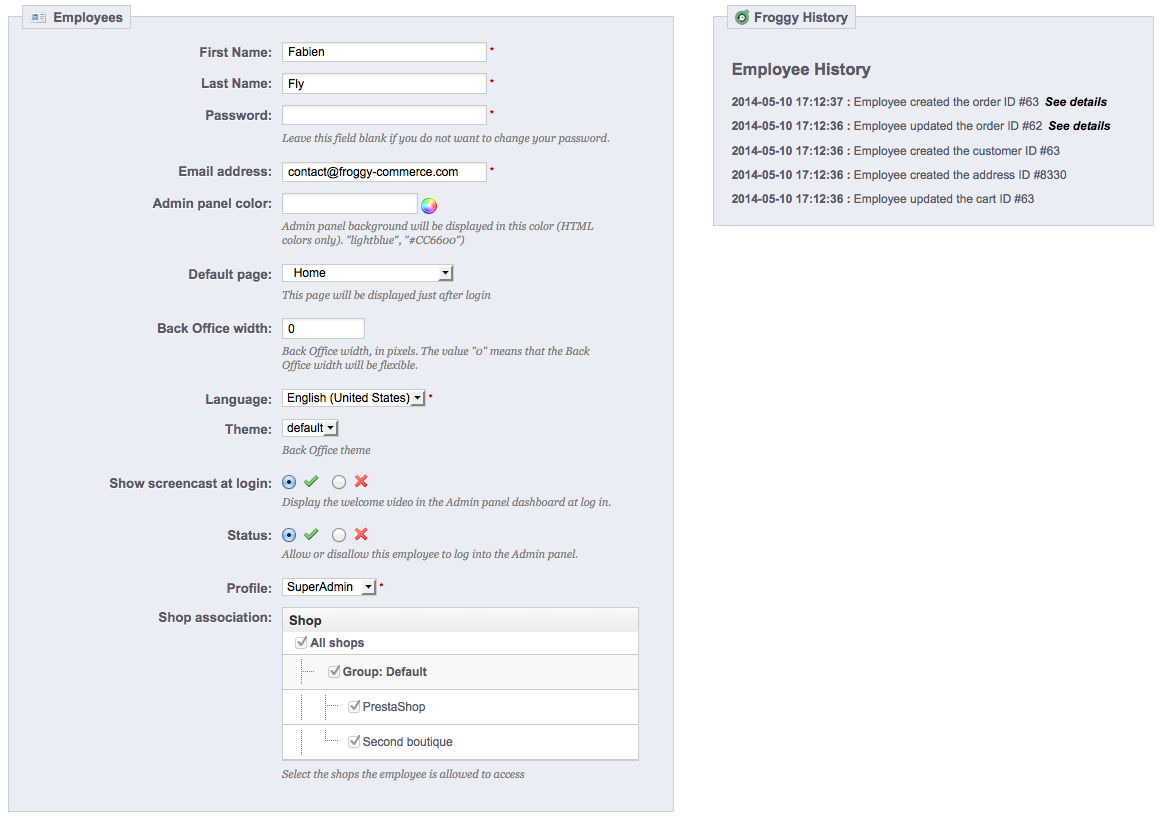 Employees
First Name: Fabien *
Last Name: Fly *
Password: *
Leave this field blank if you do not want to change your password.
Email address: contact@froggy-commerce.com *
Admin panel color:
Admin panel background will be displayed in this color (HTML
colors only). "lightblue", "#CC6600")
Default page: Home
This page will be displayed just after login
Back Office width: 0
Back Office width, in pixels. The value "0" means that the Back
Office width will be flexible.
Language: English (United States) *
Theme: default
Back Office theme
Show screencast at login:
Display the welcome video in the Admin panel dashboard at log in.
Status:
Allow or disallow this employee to log into the Admin panel.
Profile: SuperAdmin *
Shop association:
Shop
All shops
Group: Default
PrestaShop
Second boutique
Select the shops the employee is allowed to access
Froggy History
Employee History
2014-05-10 17:12:37 : Employee created the order ID #63 See details
2014-05-10 17:12:36 : Employee updated the order ID #62 See details
2014-05-10 17:12:36 : Employee created the customer ID #63
2014-05-10 17:12:36 : Employee created the address ID #8330
2014-05-10 17:12:36 : Employee updated the cart ID #63